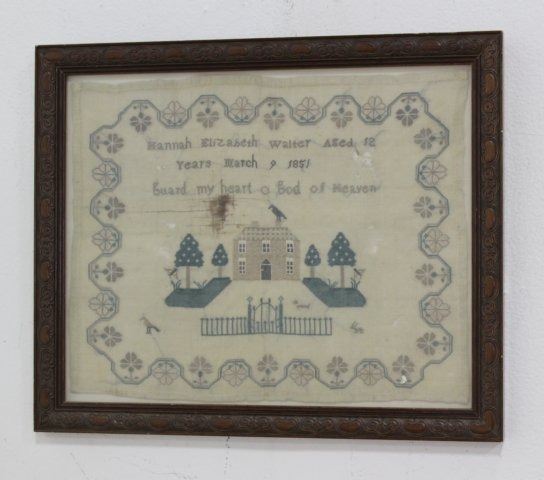 Hannah Elizabeth Walter Aged 12
Years March 9 1851
Guard my heart o God of Heaven